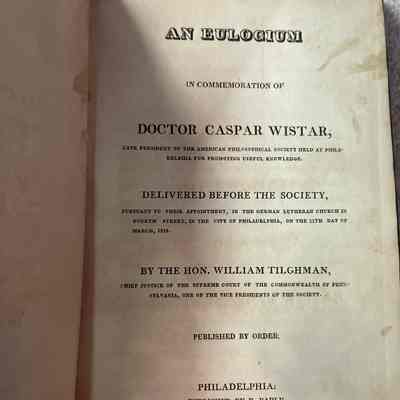 AN EULOGIUM
IN COMMEMORATION OF
DOCTOR CASPAR WISTAR,
LATE PRESIDENT OF THE AMERICAN PHILOSOPHICAL SOCIETY HELD AT PHILA-
DELPHIA FOR PROMOTING USEFUL KNOWLEDGE.
DELIVERED BEFORE THE SOCIETY,
PURSUANT TO THEIR APPOINTMENT, IN THE GERMAN LUTHERAN CHURCH IN
FOURTH STREET, IN THE CITY OF PHILADELPHIA, ON THE 11TH DAY OF
MARCH, 1818.
BY THE HON. WILLIAM TILGHMAN,
CHIEF JUSTICE OF THE SUPREME COURT OF THE COMMONWEALTH OF PENN-
SYLVANIA, ONE OF THE VICE PRESIDENTS OF THE SOCIETY.
PUBLISHED BY ORDER.
PHILADELPHIA: